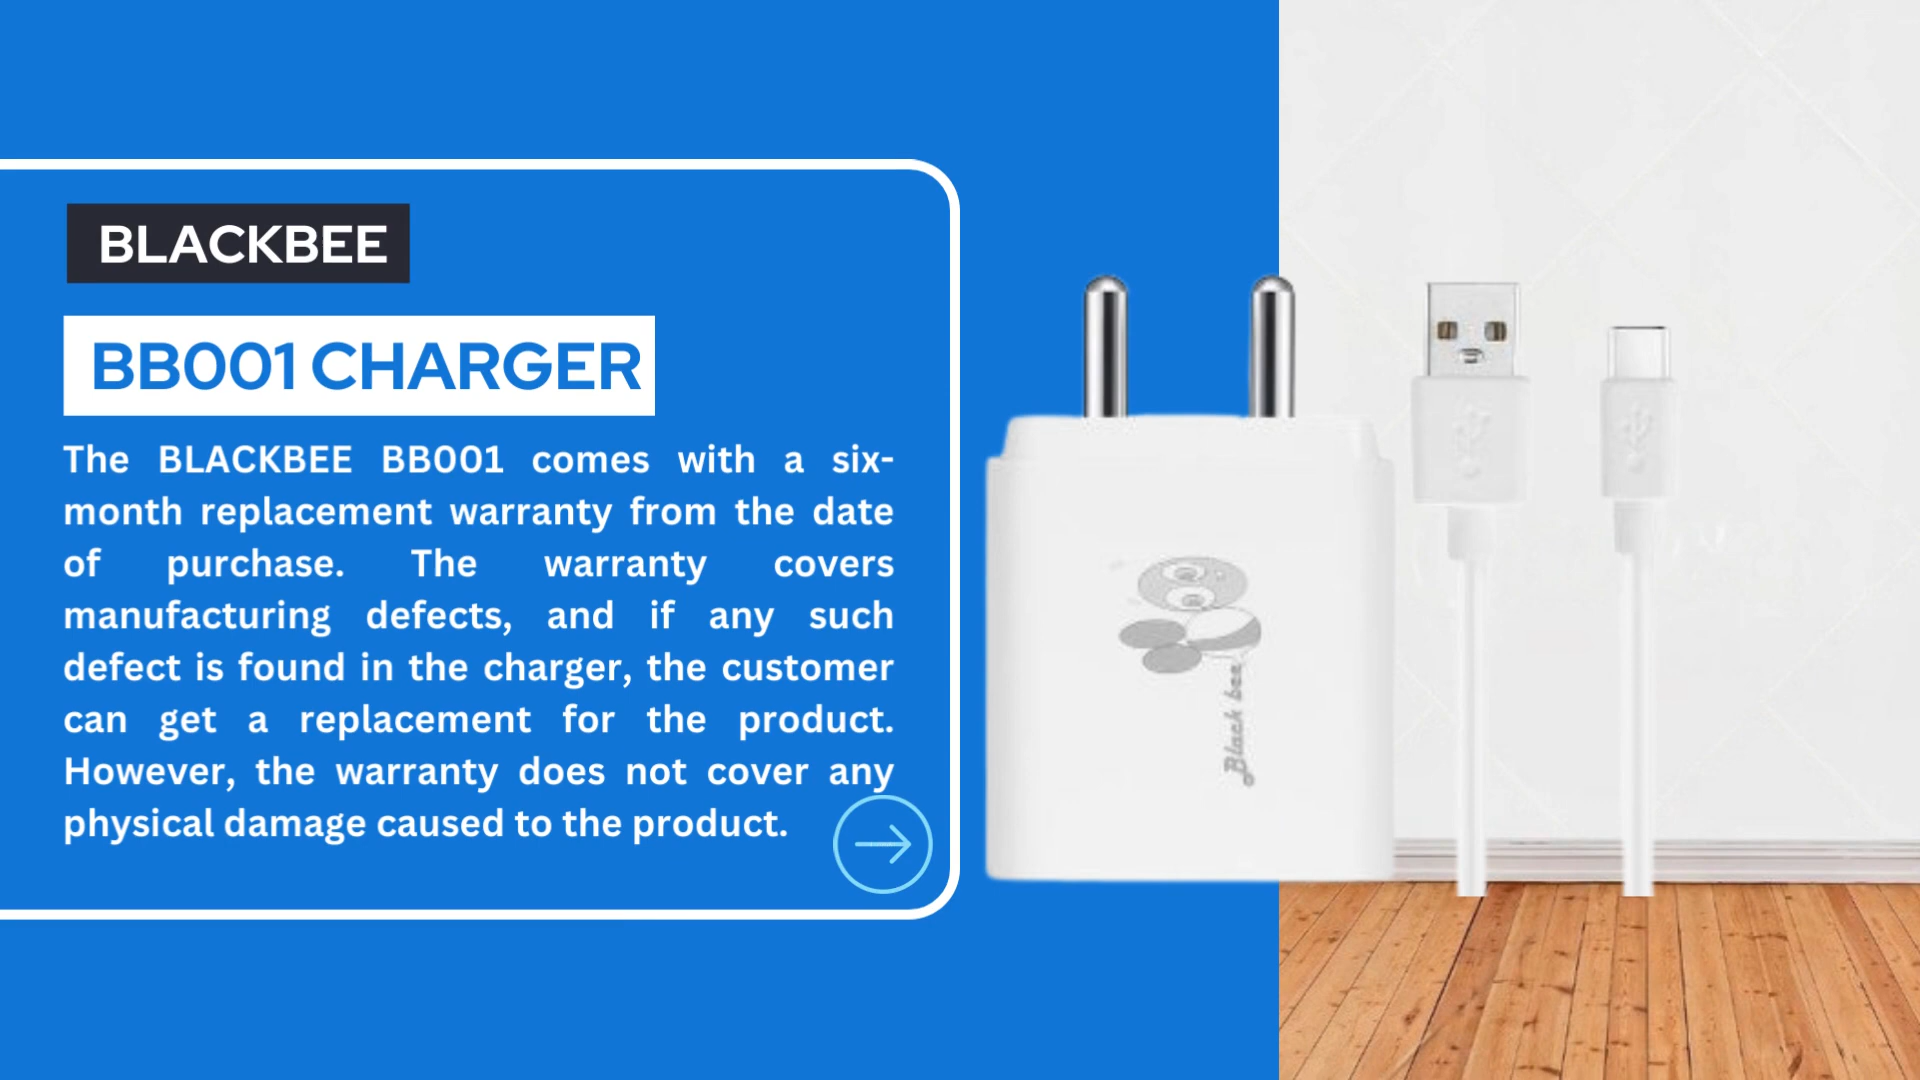 BLACKBEE
BB001 CHARGER
The BLACKBEE BB001 comes with a six-
month replacement warranty from the date
of purchase. The warranty covers
manufacturing defects, and if any such
defect is found in the charger, the customer
can get a replacement for the product.
However, the warranty does not cover any
physical damage caused to the product.
Black bee